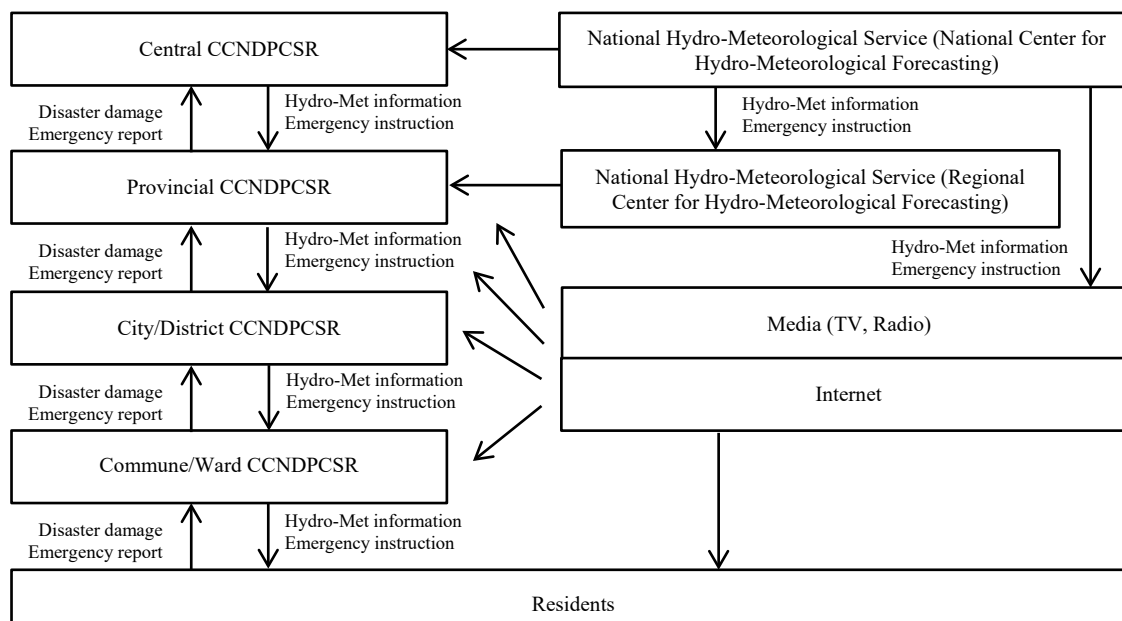 Central CCNDPCSR
National Hydro-Meteorological Service (National Center for
Hydro-Meteorological Forecasting)
Disaster damage
Emergency report
Hydro-Met information
Emergency instruction
Hydro-Met information
Emergency instruction
Provincial CCNDPCSR
National Hydro-Meteorological Service (Regional
Center for Hydro-Meteorological Forecasting)
Disaster damage
Emergency report
Hydro-Met information
Emergency instruction
Hydro-Met information
Emergency instruction
City/District CCNDPCSR
Media (TV, Radio)
Disaster damage
Emergency report
Hydro-Met information
Emergency instruction
Internet
Commune/Ward CCNDPCSR
Disaster damage
Emergency report
Hydro-Met information
Emergency instruction
Residents